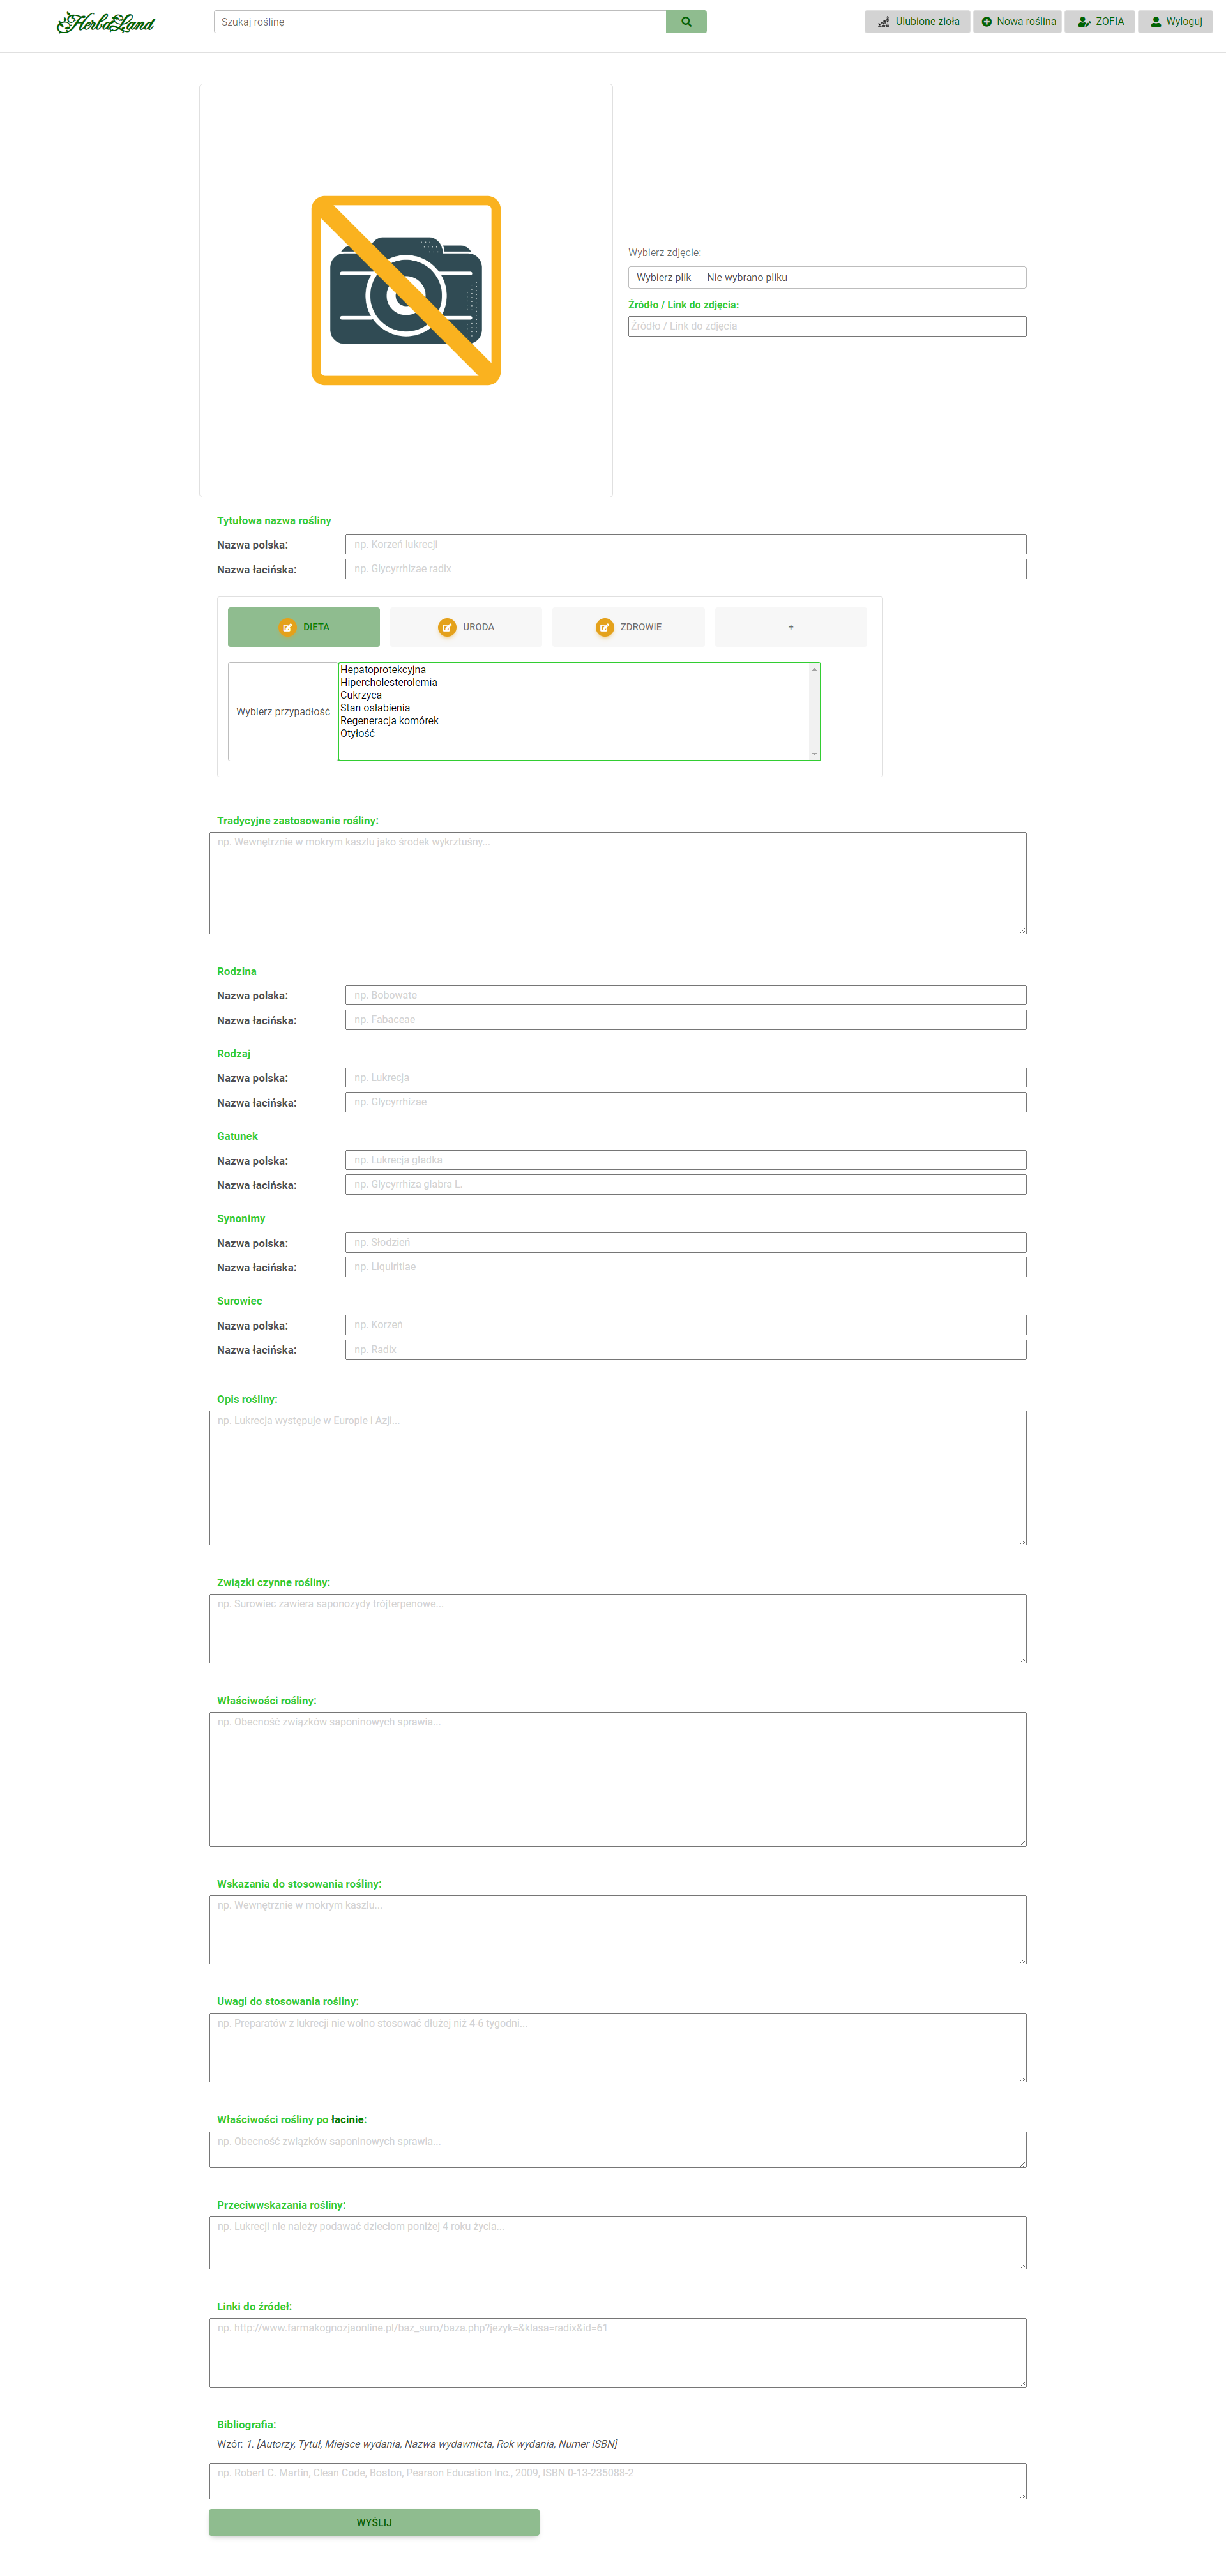 HerbaLand
Szukaj roślinę
Ulubione zioła
Nowa roślina
ZOFIA
Wyloguj
Wybierz zdjęcie:
Wybierz plik Nie wybrano pliku
Źródło / Link do zdjęcia:
Źródło / Link do zdjęcia
Tytułowa nazwa rośliny
Nazwa polska: np. Korzeń lukrecji
Nazwa łacińska: np. Glycyrrhizae radix
DIETA URODA ZDROWIE +
Wybierz przypadłość
Hepatoprotekcyjna
Hipercholesterolemia
Cukrzyca
Stan osłabienia
Regeneracja komórek
Otyłość
Tradycyjne zastosowanie rośliny:
np. Wewnętrznie w mokrym kaszlu jako środek wykrztuśny...
Rodzina
Nazwa polska: np. Bobowate
Nazwa łacińska: np. Fabaceae
Rodzaj
Nazwa polska: np. Lukrecja
Nazwa łacińska: np. Glycyrrhizae
Gatunek
Nazwa polska: np. Lukrecja gładka
Nazwa łacińska: np. Glycyrrhiza glabra L.
Synonimy
Nazwa polska: np. Słodzień
Nazwa łacińska: np. Liquiritiae
Surowiec
Nazwa polska: np. Korzeń
Nazwa łacińska: np. Radix
Opis rośliny:
np. Lukrecja występuje w Europie i Azji...
Związki czynne rośliny:
np. Surowiec zawiera saponozydy trójterpenowe...
Właściwości rośliny:
np. Obecność związków saponinowych sprawia...
Wskazania do stosowania rośliny:
np. Wewnętrznie w mokrym kaszlu...
Uwagi do stosowania rośliny:
np. Preparatów z lukrecji nie wolno stosować dłużej niż 4-6 tygodni...
Właściwości rośliny po łacinie:
np. Obecność związków saponinowych sprawia...
Przeciwwskazania rośliny:
np. Lukrecji nie należy podawać dzieciom poniżej 4 roku życia...
Linki do źródeł:
np. http://www.farmakognozjaonline.pl/baz_suro/baza.php?jezyk=&klasa=radix&id=61
Bibliografia:
Wzór: 1. [Autorzy, Tytuł, Miejsce wydania, Nazwa wydawnicta, Rok wydania, Numer ISBN]
np. Robert C. Martin, Clean Code, Boston, Pearson Education Inc., 2009, ISBN 0-13-235088-2
WYŚLIJ